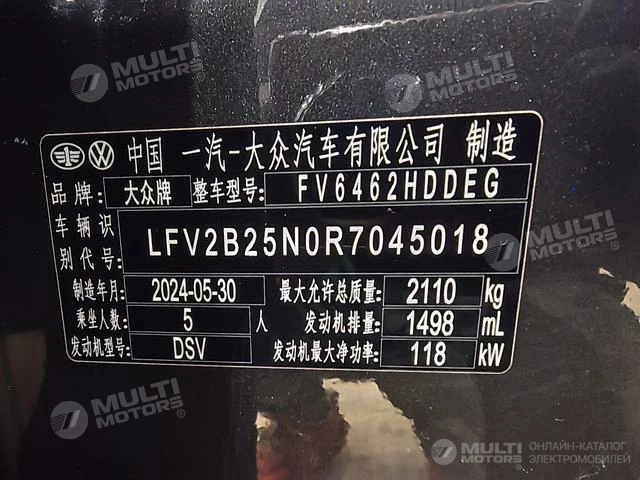 MULTI MOTORS MULTI MOTORS
中国 一汽-大众汽车有限公司 制造
品牌: 大众牌 整车型号: FV6462HDDEG
车辆识别代号: LFV2B25N0R7045018
制造年月: 2024-05-30 最大允许总质量: 2110 kg
乘坐人数: 5 人 发动机排量: 1498 mL
发动机型号: DSV 发动机最大净功率: 118 kW
MULTI MOTORS MULTI MOTORS
MULTI MOTORS ОНЛАЙН-КАТАЛОГ ЭЛЕКТРОМОБИЛЕЙ